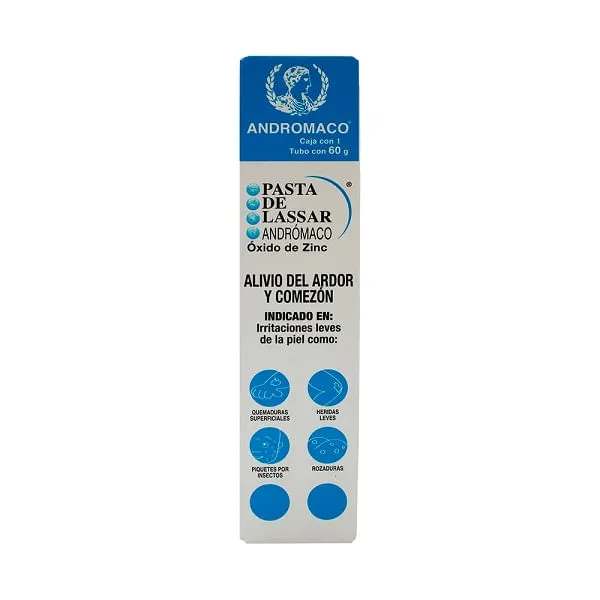 ANDROMACO®
Caja con 1
Tubo con 60 g
PASTA ®
DE
LASSAR
ANDRÓMACO
Óxido de Zinc
ALIVIO DEL ARDOR
Y COMEZÓN
INDICADO EN:
Irritaciones leves
de la piel como:
QUEMADURAS
SUPERFICIALES
HERIDAS
LEVES
PIQUETES POR
INSECTOS
ROZADURAS